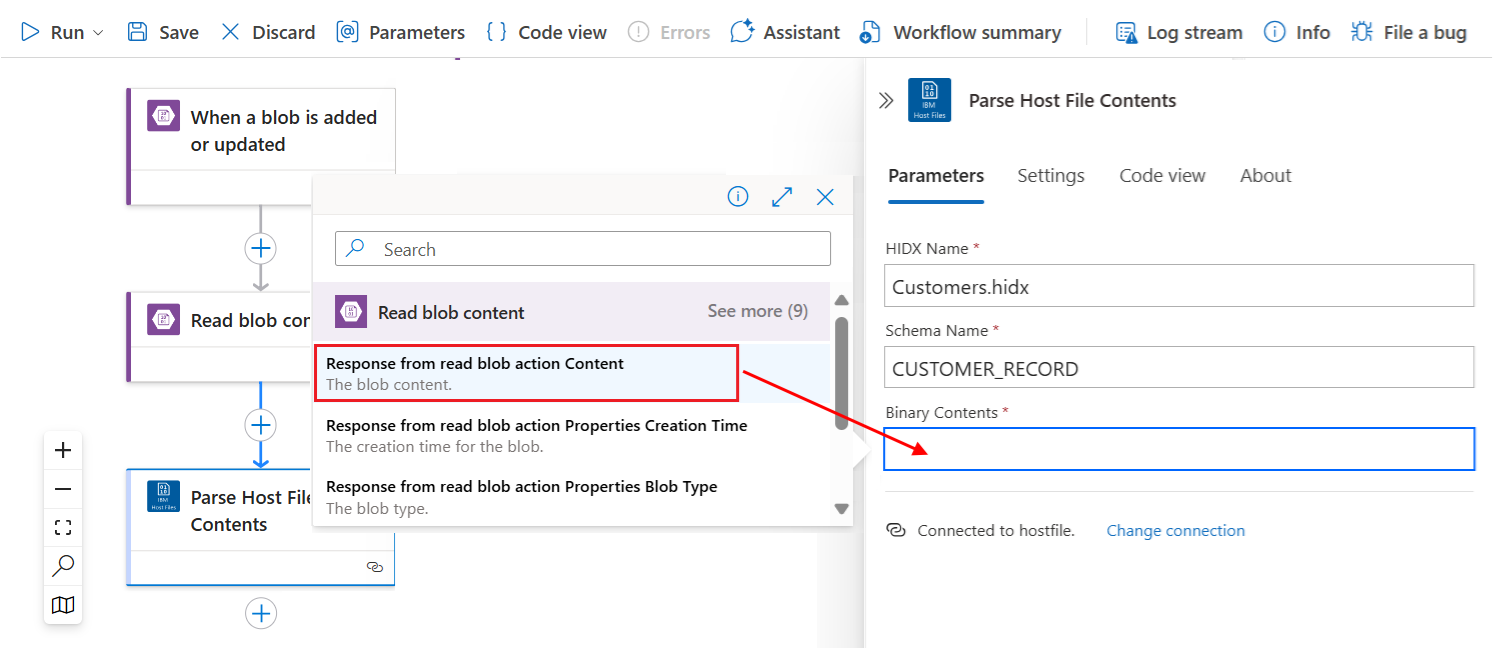 Run Save Discard Parameters Code view Errors Assistant Workflow summary Log stream Info File a bug
When a blob is added
or updated
Read blob cor
Parse Host File
Contents
Search
Read blob content See more (9)
Response from read blob action Content
The blob content.
Response from read blob action Properties Creation Time
The creation time for the blob.
Response from read blob action Properties Blob Type
The blob type.
IBM
Host Files
Parse Host File Contents
Parameters Settings Code view About
HIDX Name *
Customers.hidx
Schema Name *
CUSTOMER_RECORD
Binary Contents *
Connected to hostfile. Change connection